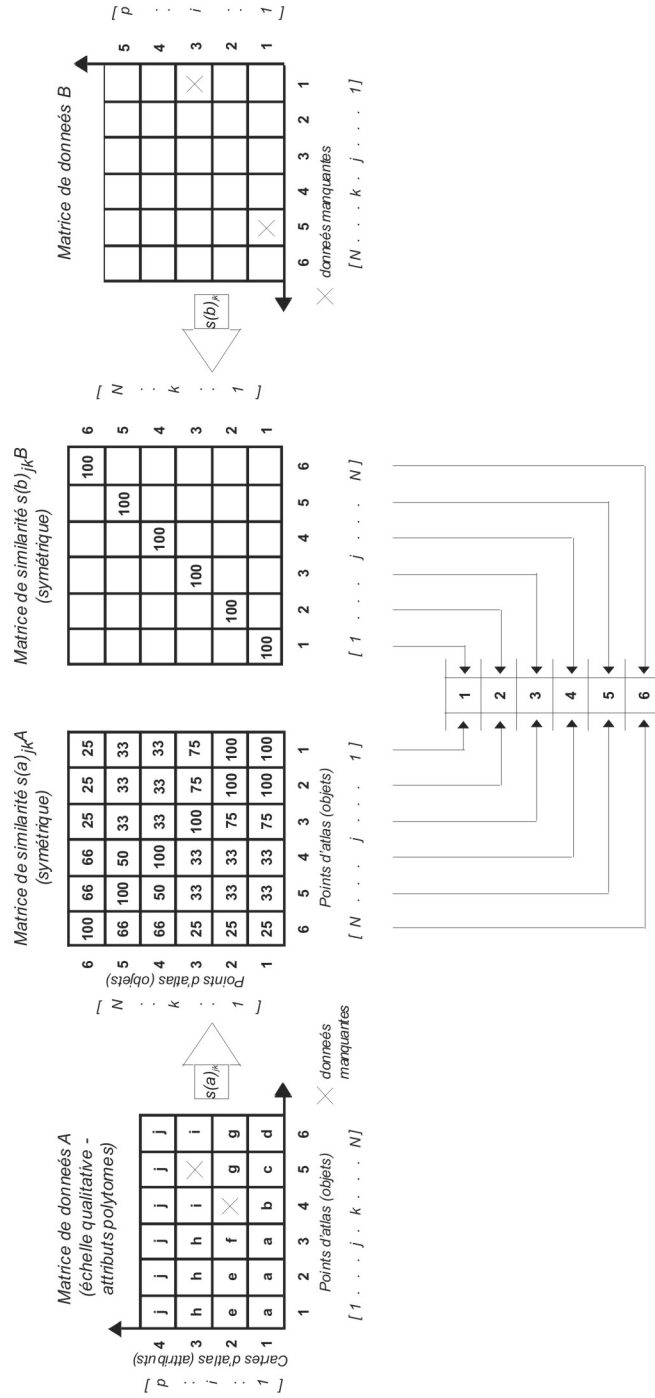 Matrice de donneés A
(échelle qualitative -
attributs polytomes)
[ p : : i : : 1 ]
Cartes d'atlas (attributs)
4 j j j j j j
3 h h h i i
2 e e f g g
1 a a a b c d
1 2 3 4 5 6
Points d'atlas (objets)
[ 1 . . . j . k . . . N ]
donneés
manquantes
s(a)jk
Matrice de similarité s(a)jkA
(symétrique)
[ N : : k : : 1 ]
Points d'atlas (objets)
6 100 66 66 25 25 25
5 66 100 50 33 33 33
4 66 50 100 33 33 33
3 25 33 33 100 75 75
2 25 33 33 75 100 100
1 25 33 33 75 100 100
6 5 4 3 2 1
Points d'atlas (objets)
[ N . . . j . . . 1 ]
Matrice de similarité s(b)jkB
(symétrique)
100 6
100 5
100 4
100 3
100 2
100 1
1 2 3 4 5 6
[ N : : k : : 1 ]
[ 1 . . . j . . . N ]
s(b)jk
Matrice de donneés B
5
4
3
2
1
[ p : : i : : 1 ]
6 5 4 3 2 1
donneés manquantes
[ N . . . k . j . . . 1 ]
1
2
3
4
5
6